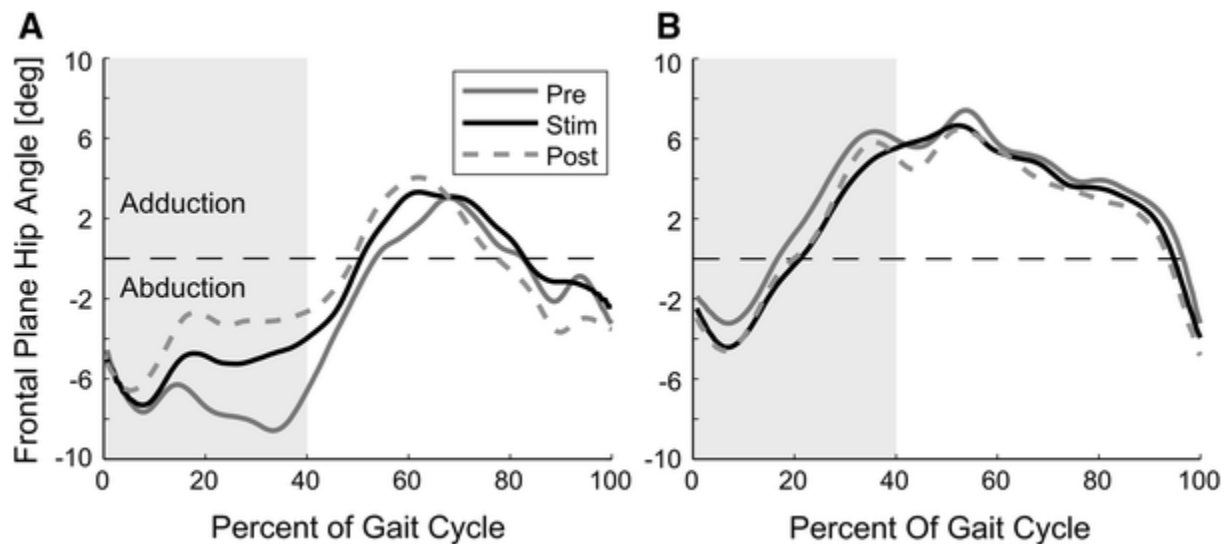 A
B
Frontal Plane Hip Angle [deg]
10
6
2
-2
-6
-10
Adduction
Abduction
Pre
Stim
Post
0
20
40
60
80
100
Percent of Gait Cycle
10
6
2
-2
-6
-10
0
20
40
60
80
100
Percent Of Gait Cycle